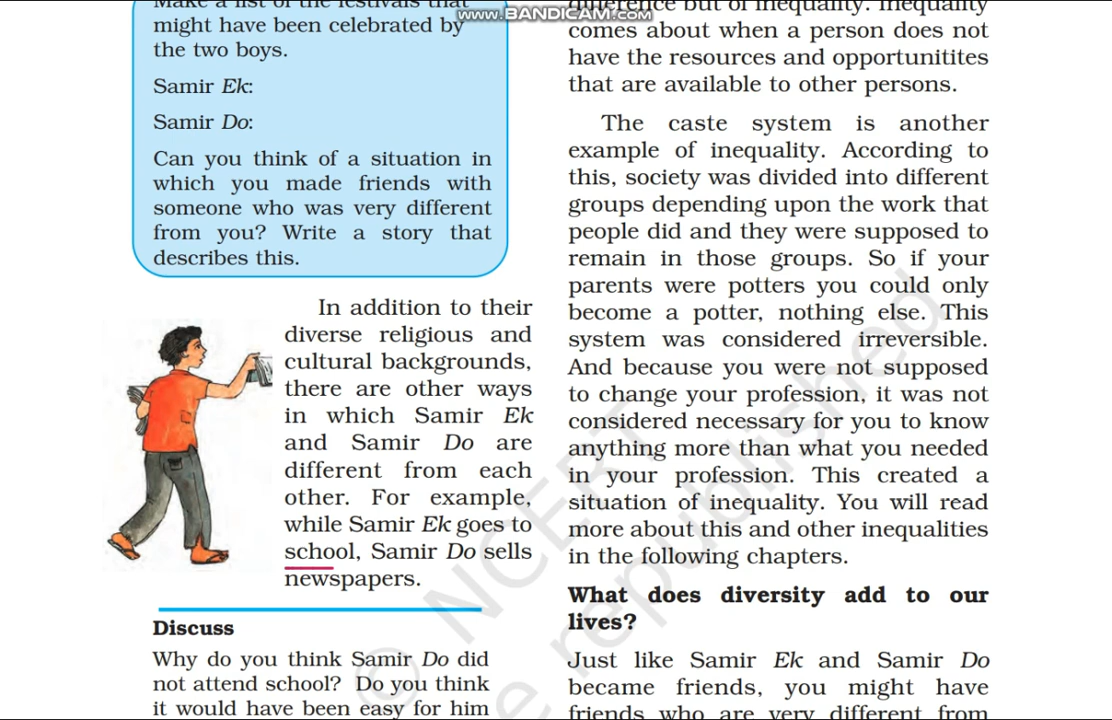 www.BANDICAM.com
Make a list of the festivals that
might have been celebrated by
the two boys.
Samir Ek:
Samir Do:
Can you think of a situation in
which you made friends with
someone who was very different
from you? Write a story that
describes this.
In addition to their
diverse religious and
cultural backgrounds,
there are other ways
in which Samir Ek
and Samir Do are
different from each
other. For example,
while Samir Ek goes to
school, Samir Do sells
newspapers.
Discuss
Why do you think Samir Do did
not attend school? Do you think
it would have been easy for him
difference but of inequality. Inequality
comes about when a person does not
have the resources and opportunitites
that are available to other persons.
The caste system is another
example of inequality. According to
this, society was divided into different
groups depending upon the work that
people did and they were supposed to
remain in those groups. So if your
parents were potters you could only
become a potter, nothing else. This
system was considered irreversible.
And because you were not supposed
to change your profession, it was not
considered necessary for you to know
anything more than what you needed
in your profession. This created a
situation of inequality. You will read
more about this and other inequalities
in the following chapters.
What does diversity add to our
lives?
Just like Samir Ek and Samir Do
became friends, you might have
friends who are very different from
© NCERT
e republished